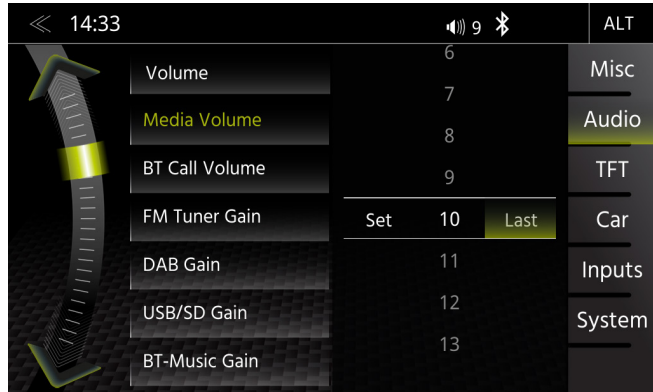 14:33 9 ALT
Volume
Media Volume
BT Call Volume
FM Tuner Gain
DAB Gain
USB/SD Gain
BT-Music Gain
6
7
8
9
Set 10 Last
11
12
13
Misc
Audio
TFT
Car
Inputs
System